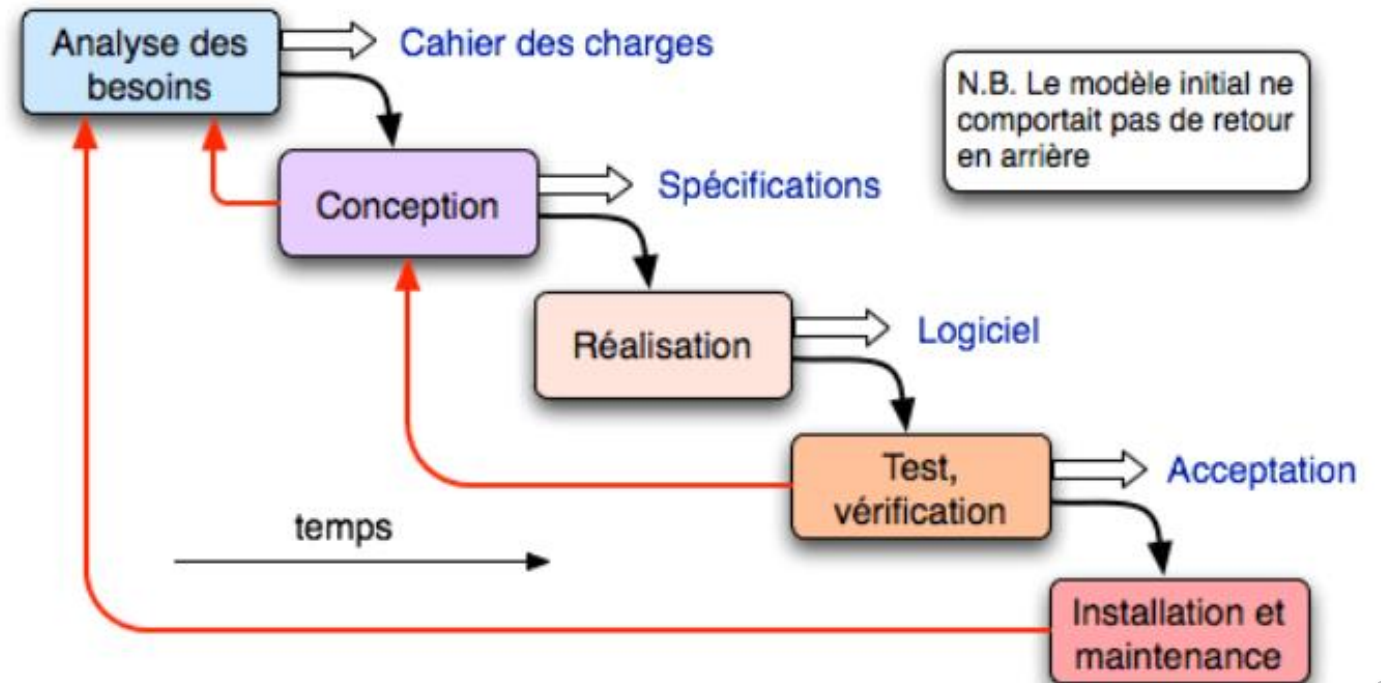 Analyse des
besoins
Cahier des charges
N.B. Le modèle initial ne
comportait pas de retour
en arrière
Conception
Spécifications
Réalisation
Logiciel
Test,
vérification
Acceptation
temps
Installation et
maintenance